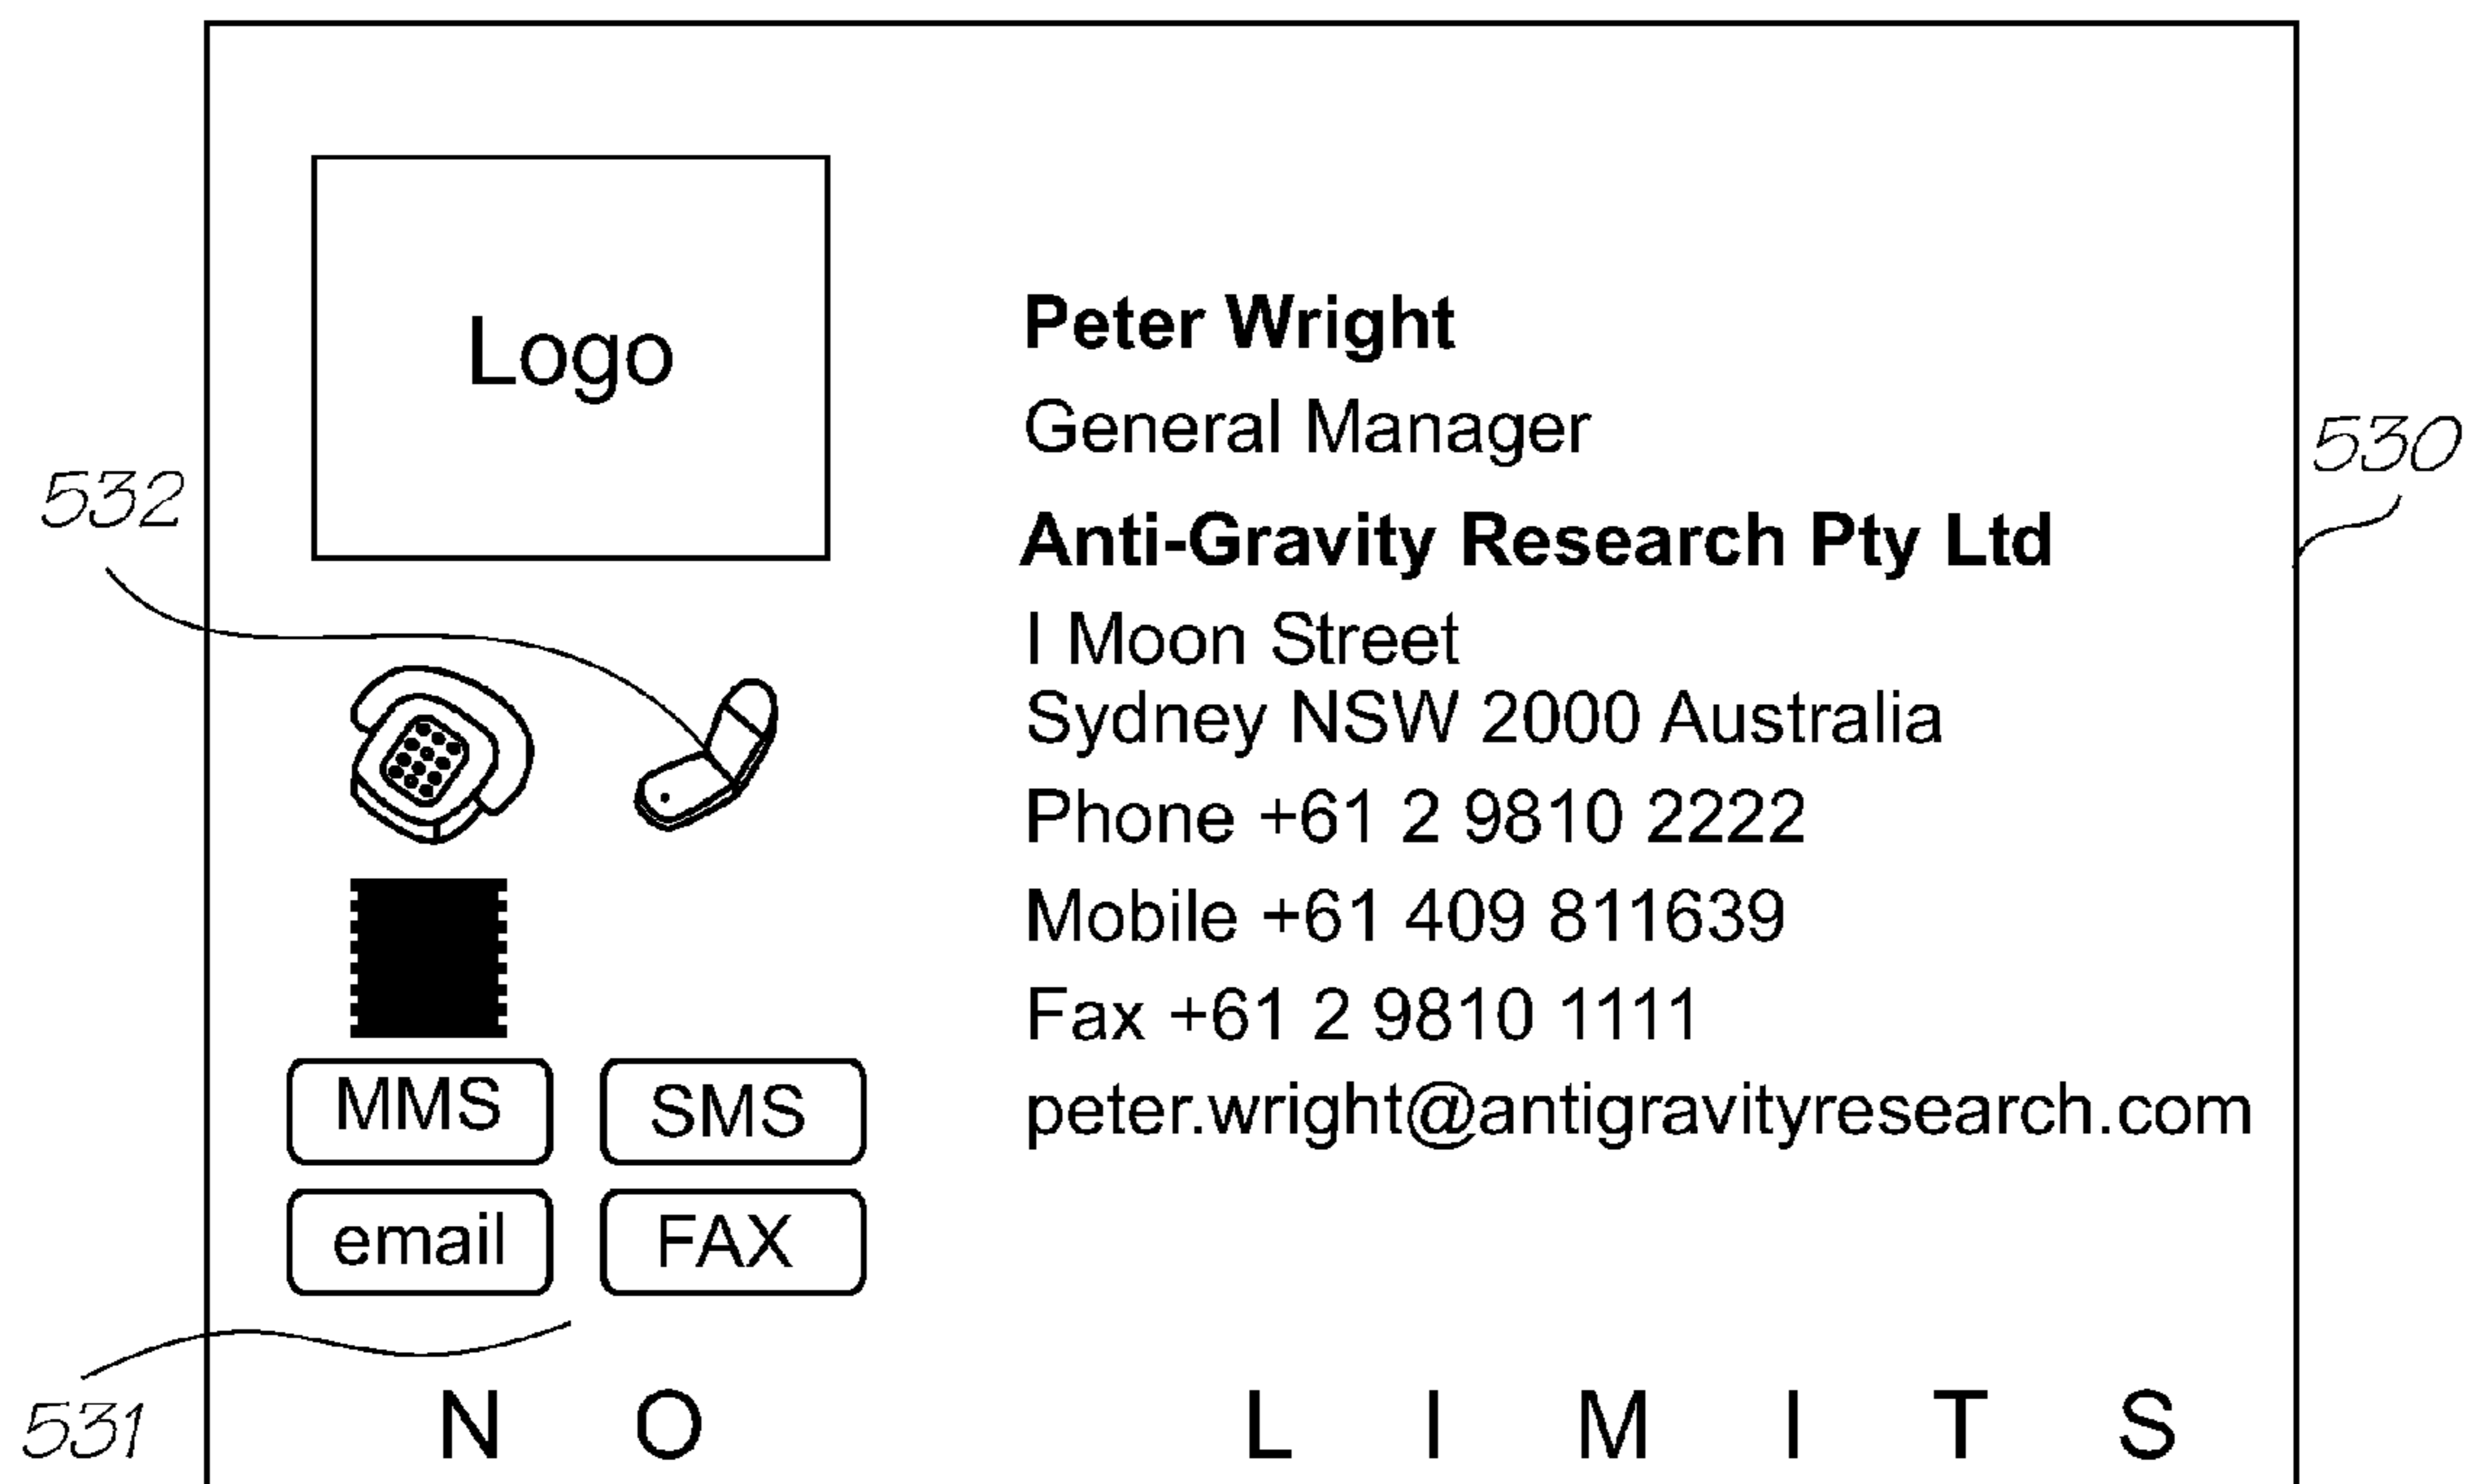 Logo
532
Peter Wright
General Manager
530
Anti-Gravity Research Pty Ltd
I Moon Street
Sydney NSW 2000 Australia
Phone +61 2 9810 2222
Mobile +61 409 811639
Fax +61 2 9810 1111
peter.wright@antigravityresearch.com
MMS SMS
email FAX
531
N O L I M I T S